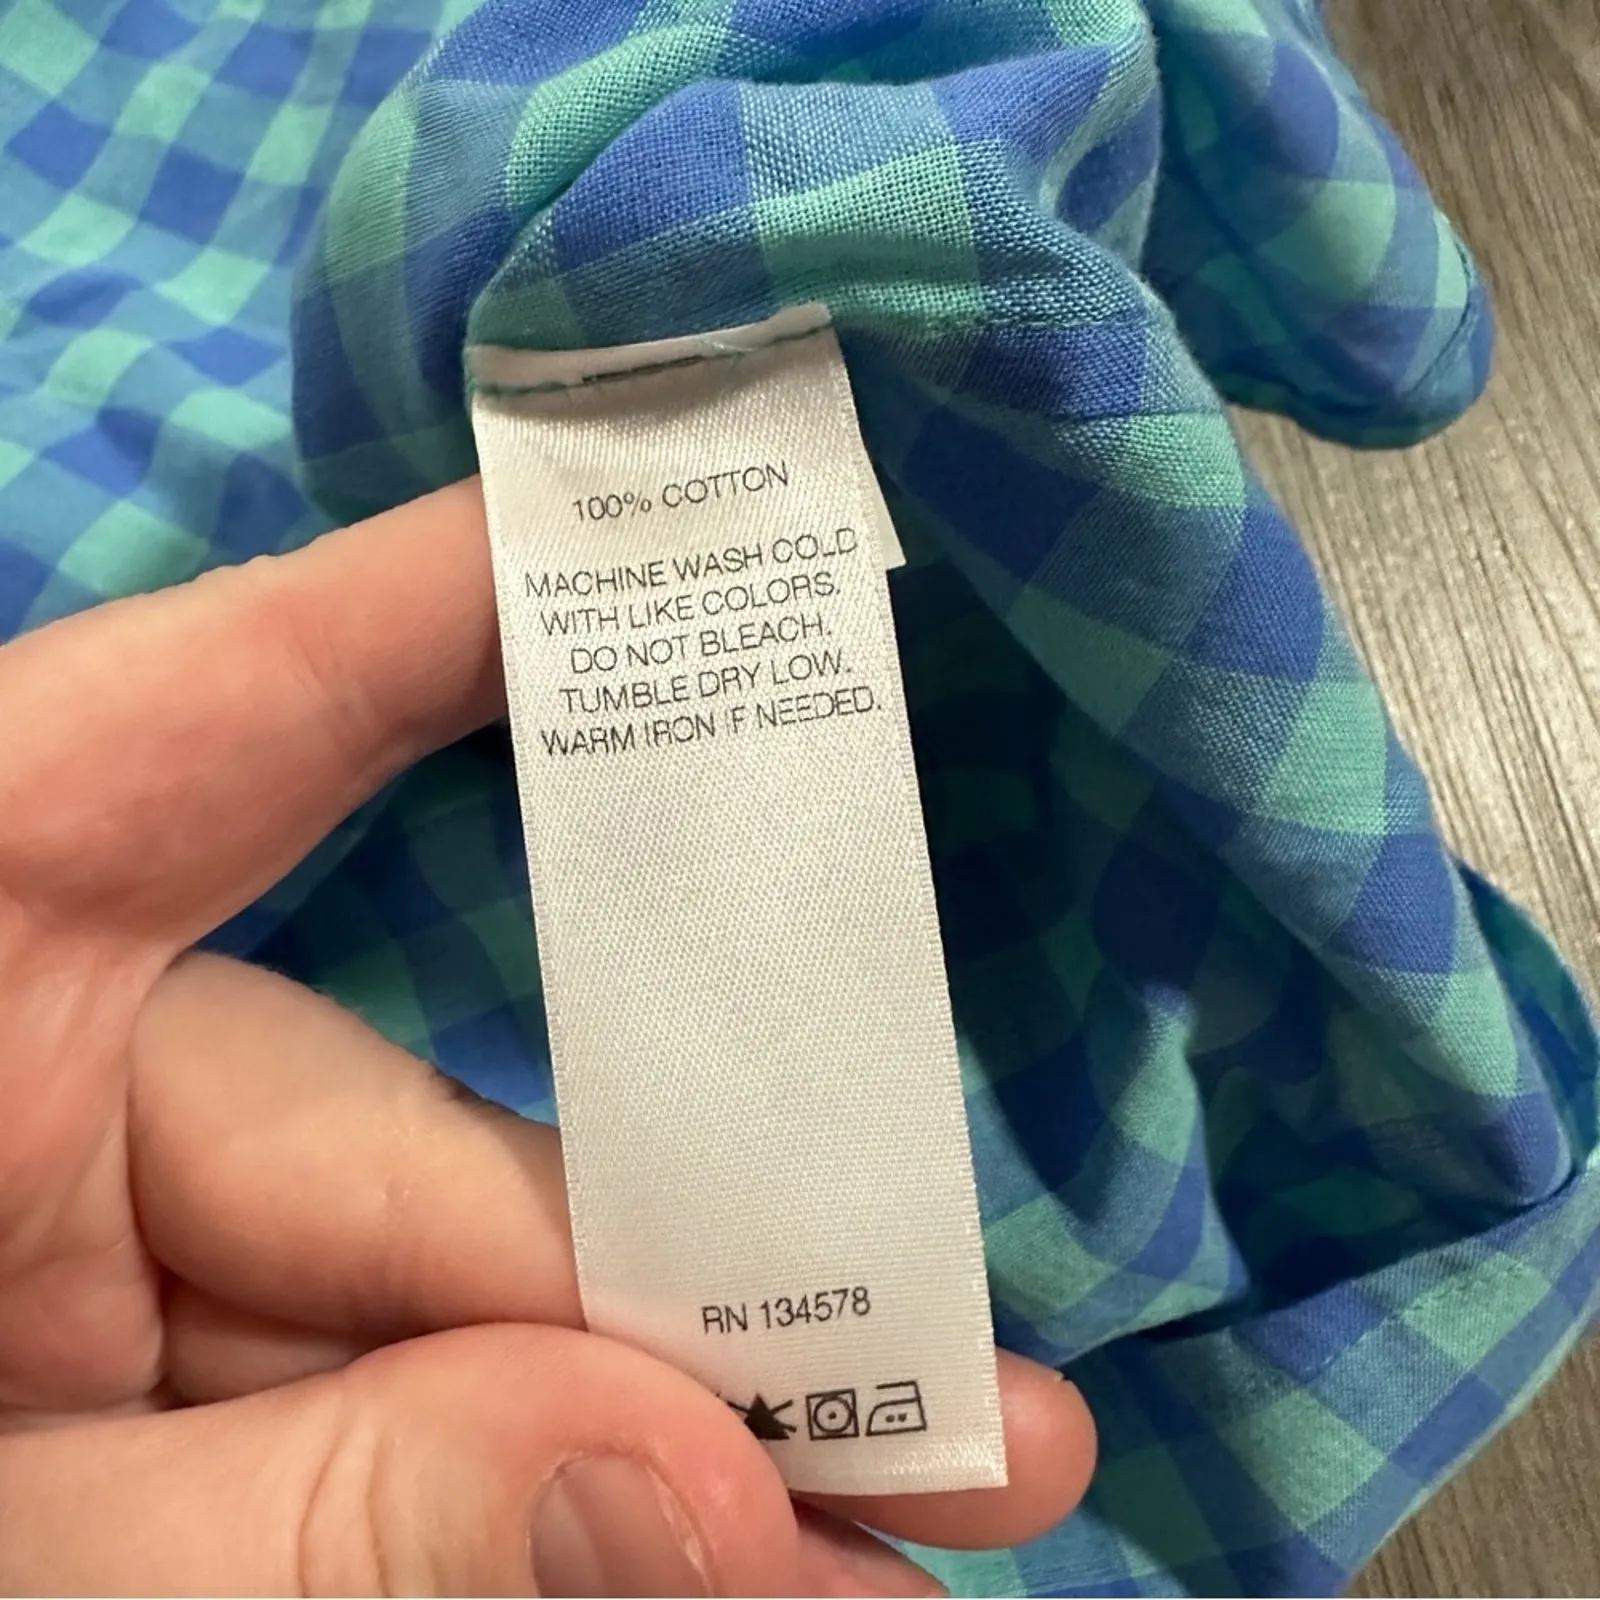 100% COTTON
MACHINE WASH COLD
WITH LIKE COLORS.
DO NOT BLEACH.
TUMBLE DRY LOW.
WARM IRON IF NEEDED.
RN 134578